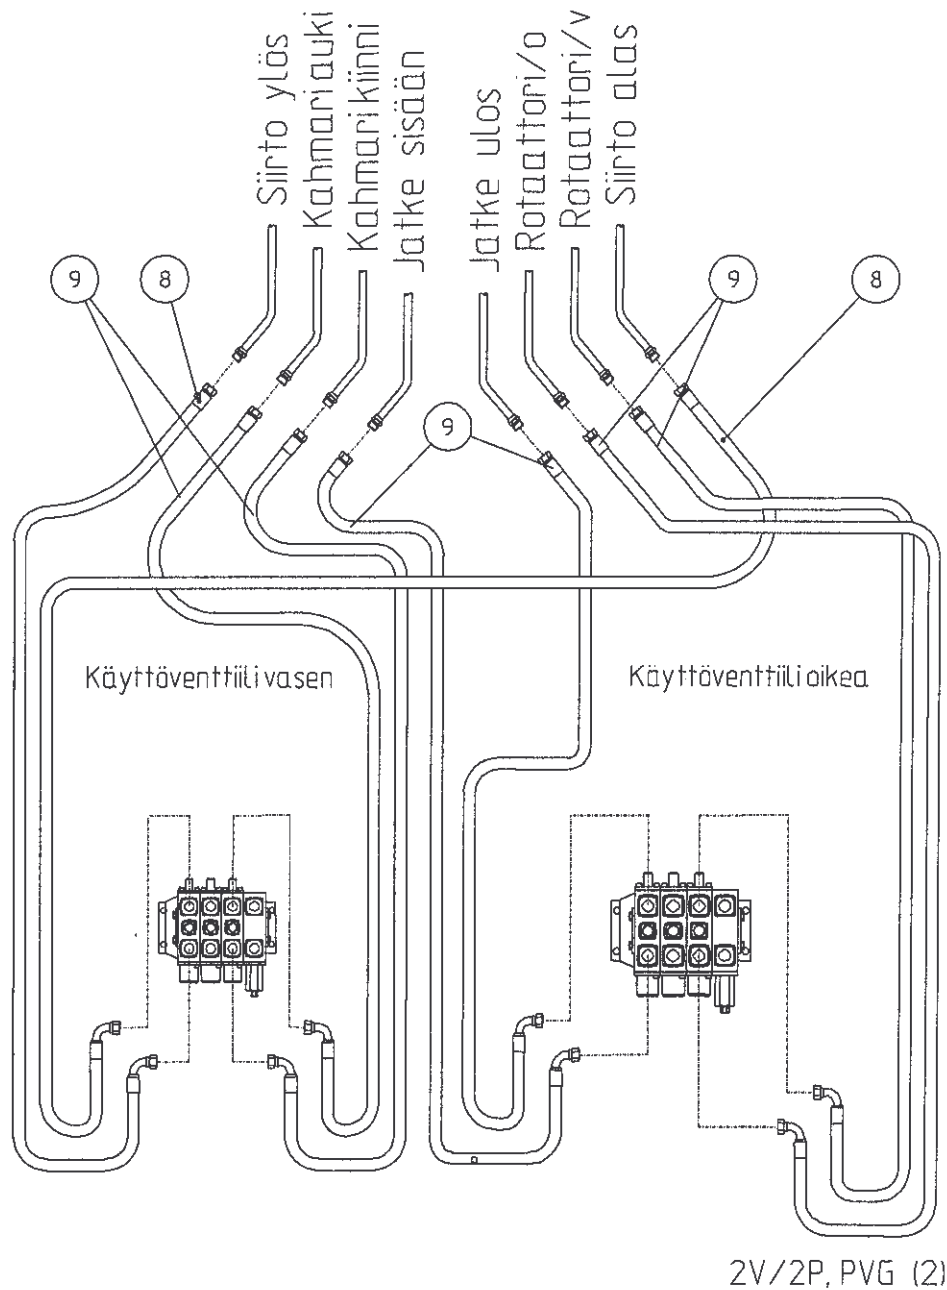 Siirto ylös
Kahmari auki
Kahmari kiinni
Jatke sisään
Jatke ulos
Rotaattori/o
Rotaattori/v
Siirto alas
9
8
9
8
9
Käyttöventtiili vasen
Käyttöventtiili oikea
2V/2P, PVG (2)